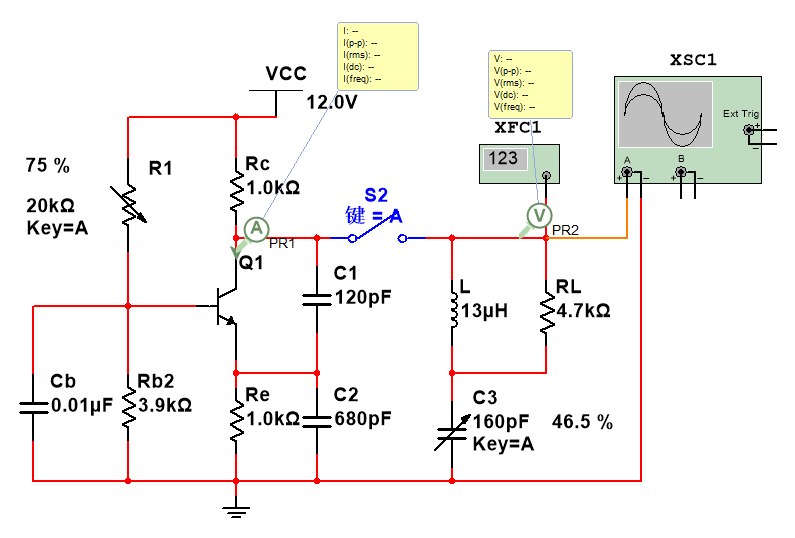 I: --
I(p-p): --
I(rms): --
I(dc): --
I(freq): --
V: --
V(p-p): --
V(rms): --
V(dc): --
V(freq): --
XSC1
VCC
12.0V
XFC1
123
Ext Trig
+
−
A
B
+
−
+
−
75 %
R1
20kΩ
Key=A
Rc
1.0kΩ
S2
键 = A
A
PR1
V
PR2
Q1
C1
120pF
L
13µH
RL
4.7kΩ
Cb
0.01µF
Rb2
3.9kΩ
Re
1.0kΩ
C2
680pF
C3
160pF
Key=A
46.5 %